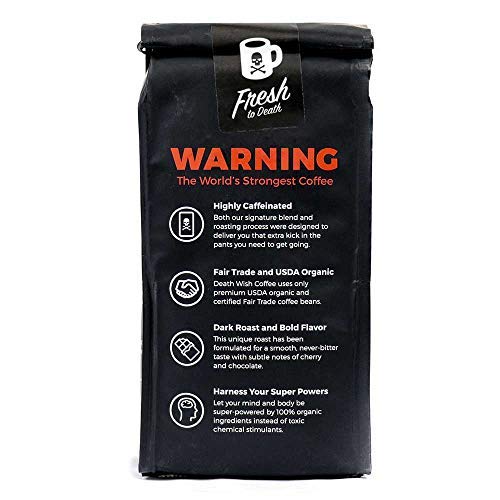 Fresh
to Death
WARNING
The World's Strongest Coffee
Highly Caffeinated
Both our signature blend and
roasting process were designed to
deliver you that extra kick in the
pants you need to get going.
Fair Trade and USDA Organic
Death Wish Coffee uses only
premium USDA organic and
certified Fair Trade coffee beans.
Dark Roast and Bold Flavor
This unique roast has been
formulated for a smooth, never-bitter
taste with subtle notes of cherry
and chocolate.
Harness Your Super Powers
Let your mind and body be
super-powered by 100% organic
ingredients instead of toxic
chemical stimulants.